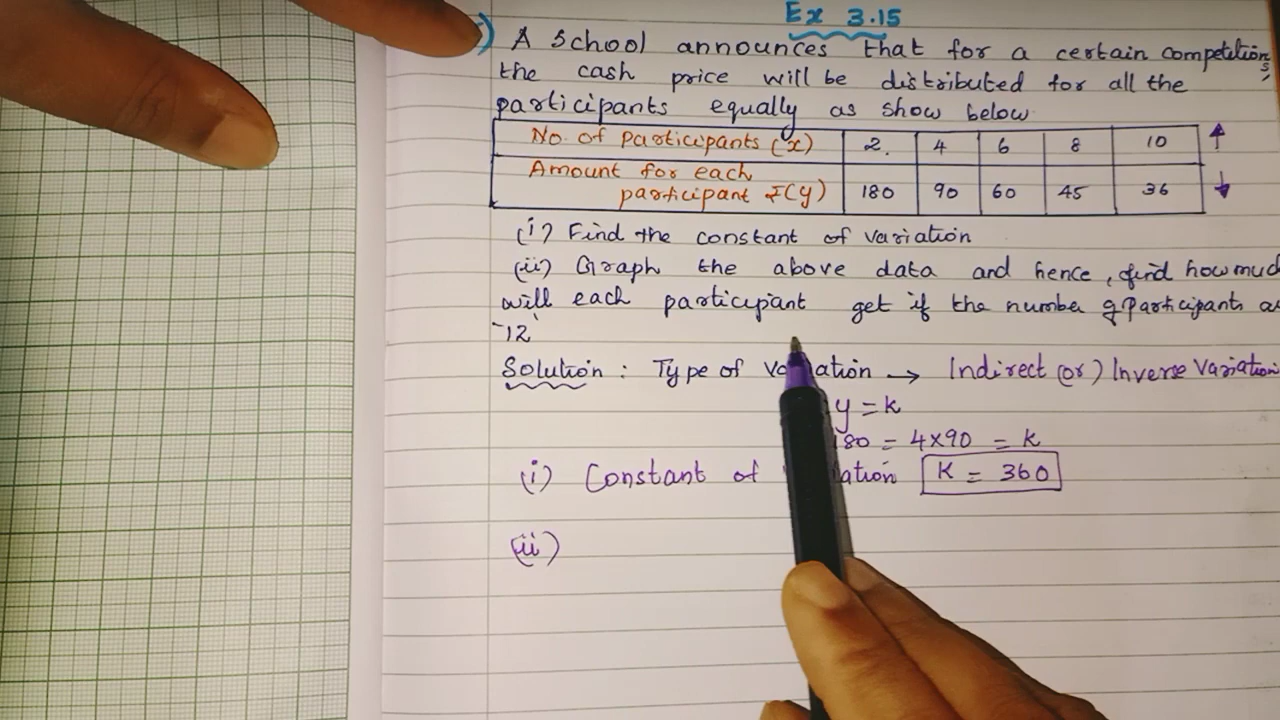 Ex 3.15
) A School announces that for a certain competitions,
the cash price will be distributed for all the
participants equally as show below
No. of participants (x) 2. 4 6 8 10 ↑
Amount for each
participant ₹(y) 180 90 60 45 36 ↓
(i) Find the constant of variation
(ii) Graph the above data and hence, find how much
will each participant get if the number of participants are
12
Solution : Type of variation → Indirect (or) Inverse Variation
y = k
180 = 4x90 = k
(i) Constant of variation K = 360
(ii)